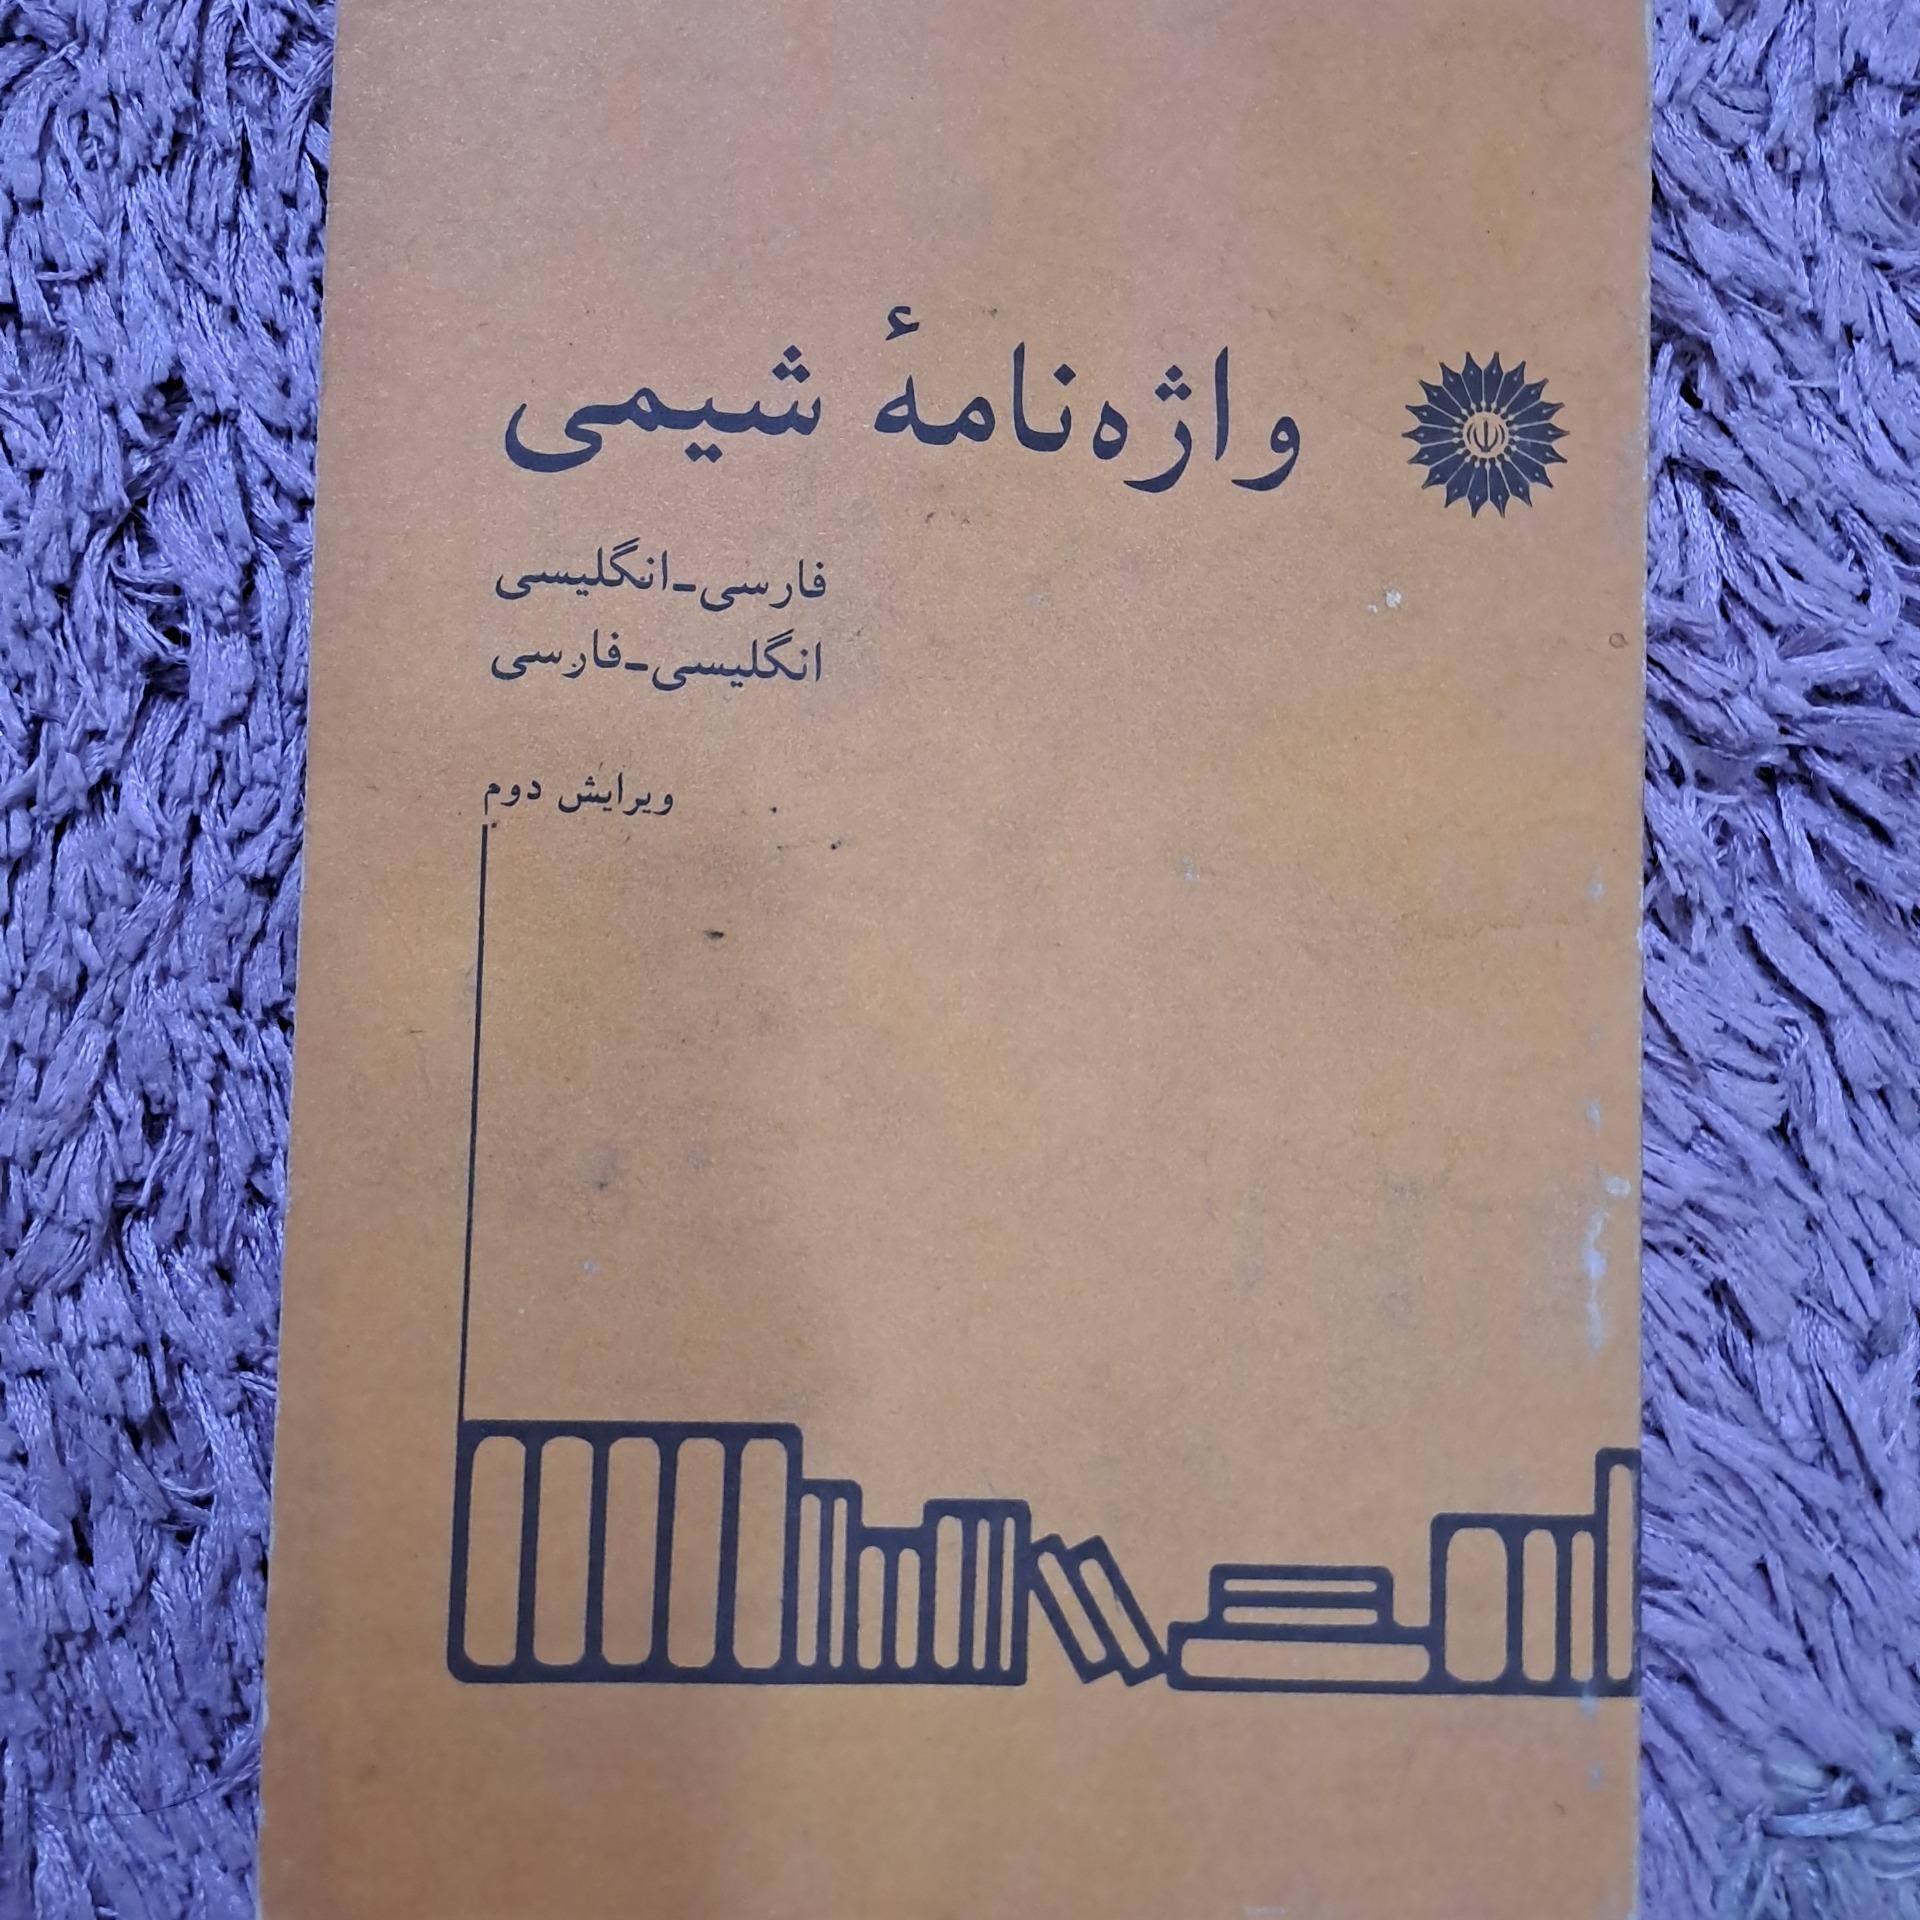 واژه‌نامهٔ شیمی
فارسی-انگلیسی
انگلیسی-فارسی
ویرایش دوم